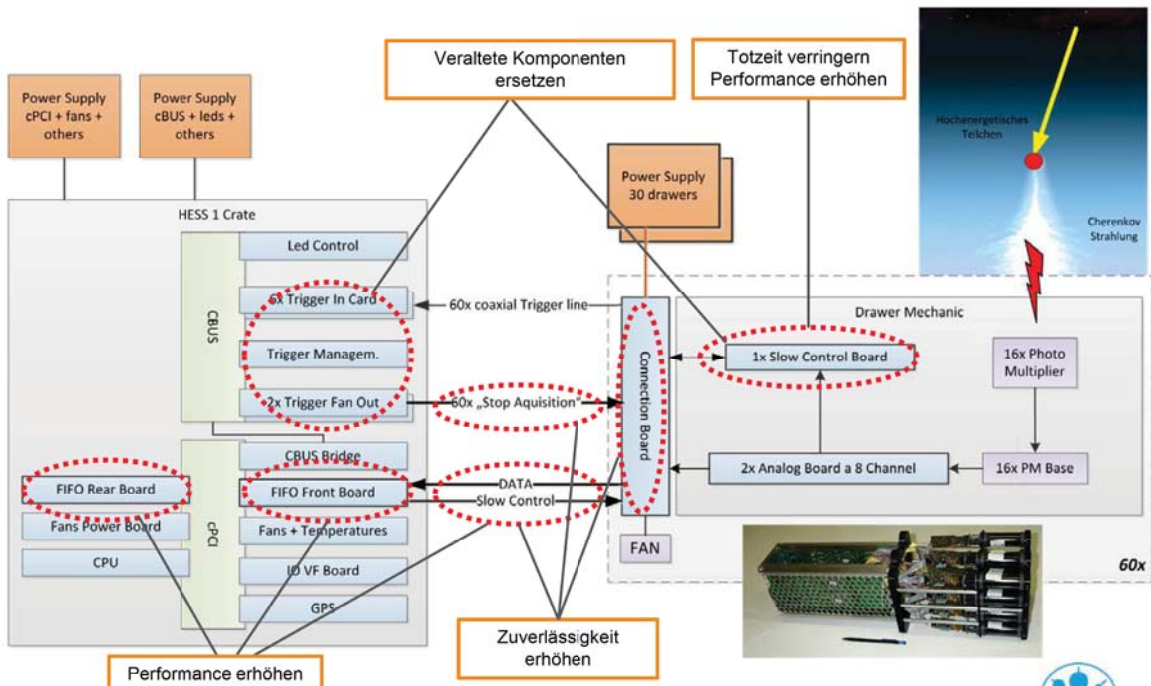 Veraltete Komponenten
ersetzen
Totzeit verringern
Performance erhöhen
Power Supply
cPCI + fans +
others
Power Supply
cBUS + leds +
others
Hochenergetisches
Teilchen
Cherenkov
Strahlung
Power Supply
30 drawers
HESS 1 Crate
CBUS
Led Control
6x Trigger In Card
Trigger Managem.
2x Trigger Fan Out
60x coaxial Trigger line
60x „Stop Aquisition"
Connection Board
Drawer Mechanic
1x Slow Control Board
16x Photo
Multiplier
2x Analog Board a 8 Channel
16x PM Base
cPCI
CBUS Bridge
FIFO Rear Board
FIFO Front Board
DATA
Slow Control
Fans Power Board
Fans + Temperatures
CPU
IO VF Board
GPS
FAN
60x
Performance erhöhen
Zuverlässigkeit
erhöhen